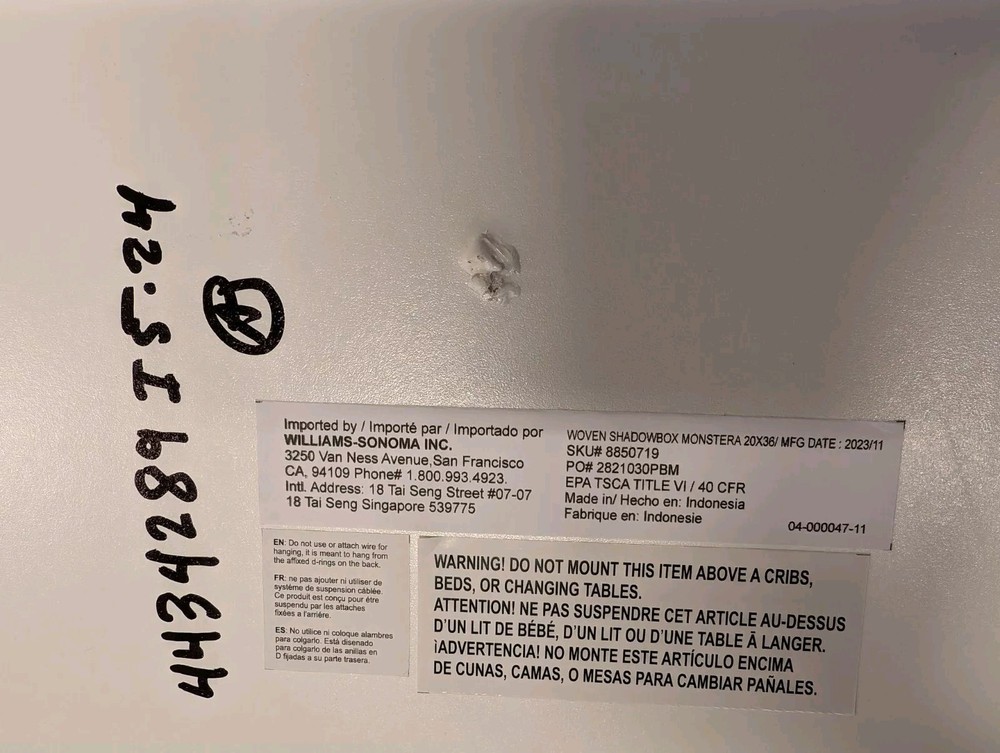 4434289 I 5.24
Imported by / Importé par / Importado por
WILLIAMS-SONOMA INC.
3250 Van Ness Avenue,San Francisco
CA, 94109 Phone# 1.800.993.4923.
Intl. Address: 18 Tai Seng Street #07-07
18 Tai Seng Singapore 539775
WOVEN SHADOWBOX MONSTERA 20X36/ MFG DATE : 2023/11
SKU# 8850719
PO# 2821030PBM
EPA TSCA TITLE VI / 40 CFR
Made in/ Hecho en: Indonesia
Fabrique en: Indonesie
04-000047-11
EN: Do not use or attach wire for
hanging, it is meant to hang from
the affixed d-rings on the back.
FR: ne pas ajouter ni utiliser de
systéme de suspension câblée.
Ce produit est conçu pour être
suspendu par les attaches
fixées a l'arrière.
ES: No utilice ni coloque alambres
para colgarlo. Está disenado
para colgarlo de las anillas en
D fijadas a su parte trasera.
WARNING! DO NOT MOUNT THIS ITEM ABOVE A CRIBS,
BEDS, OR CHANGING TABLES.
ATTENTION! NE PAS SUSPENDRE CET ARTICLE AU-DESSUS
D'UN LIT DE BÉBÉ, D'UN LIT OU D'UNE TABLE Ā LANGER.
¡ADVERTENCIA! NO MONTE ESTE ARTÍCULO ENCIMA
DE CUNAS, CAMAS, O MESAS PARA CAMBIAR PAÑALES.